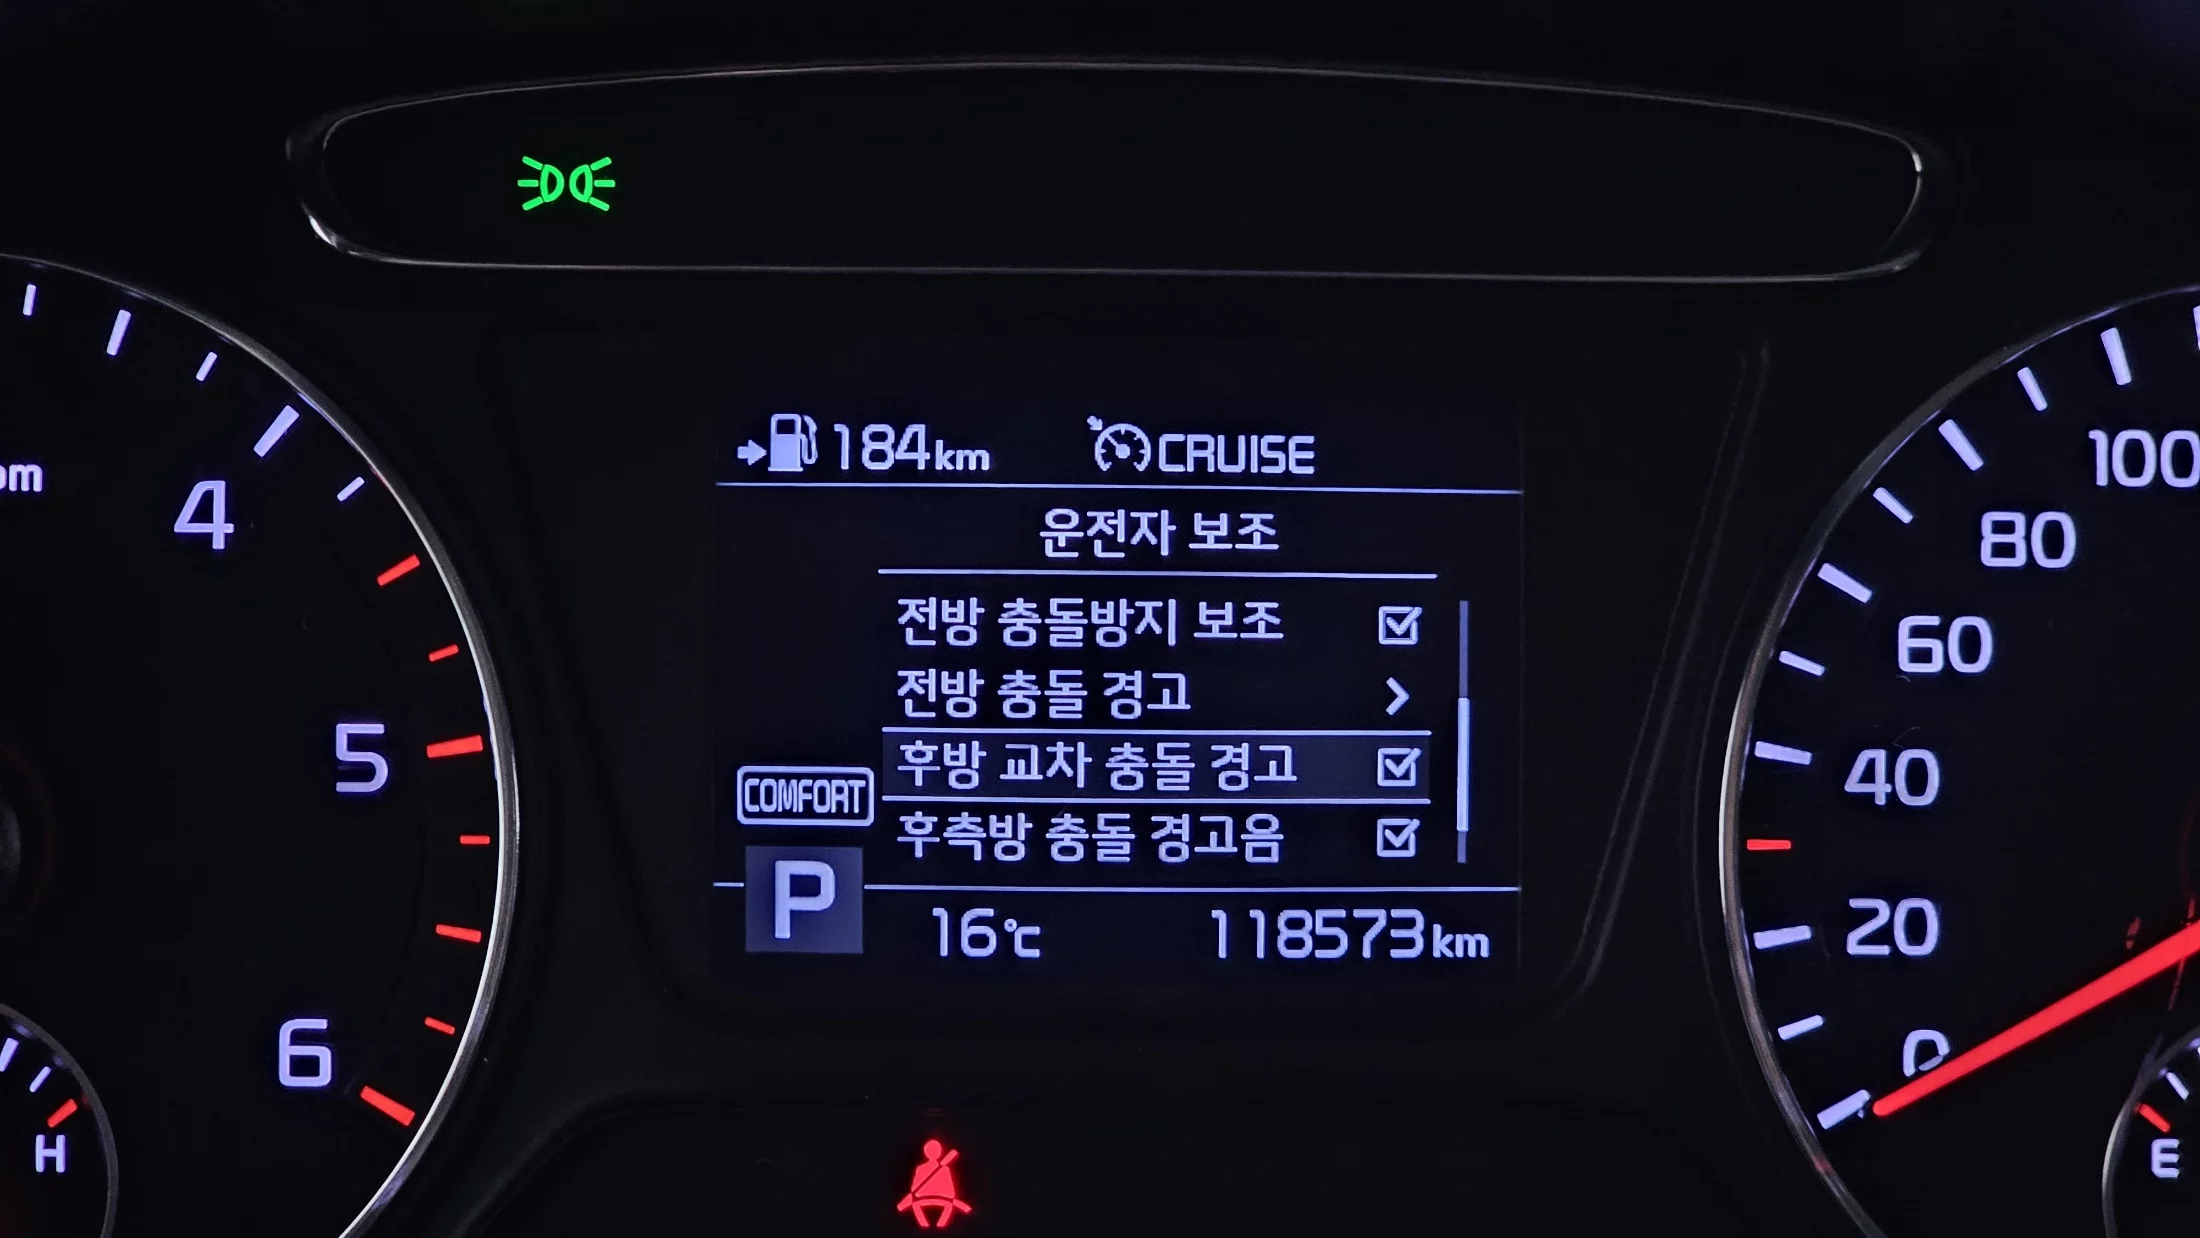 184km CRUISE
운전자 보조
전방 충돌방지 보조
전방 충돌 경고
후방 교차 충돌 경고
후측방 충돌 경고음
COMFORT
P
16℃ 118573km
4
5
6
H
100
80
60
40
20
0
E